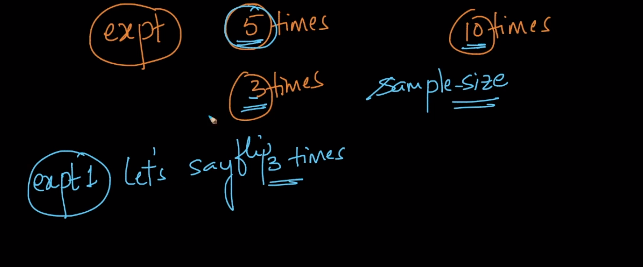 expt 5 times 10 times
3 times sample-size
expt 1 Let's say flip 3 times